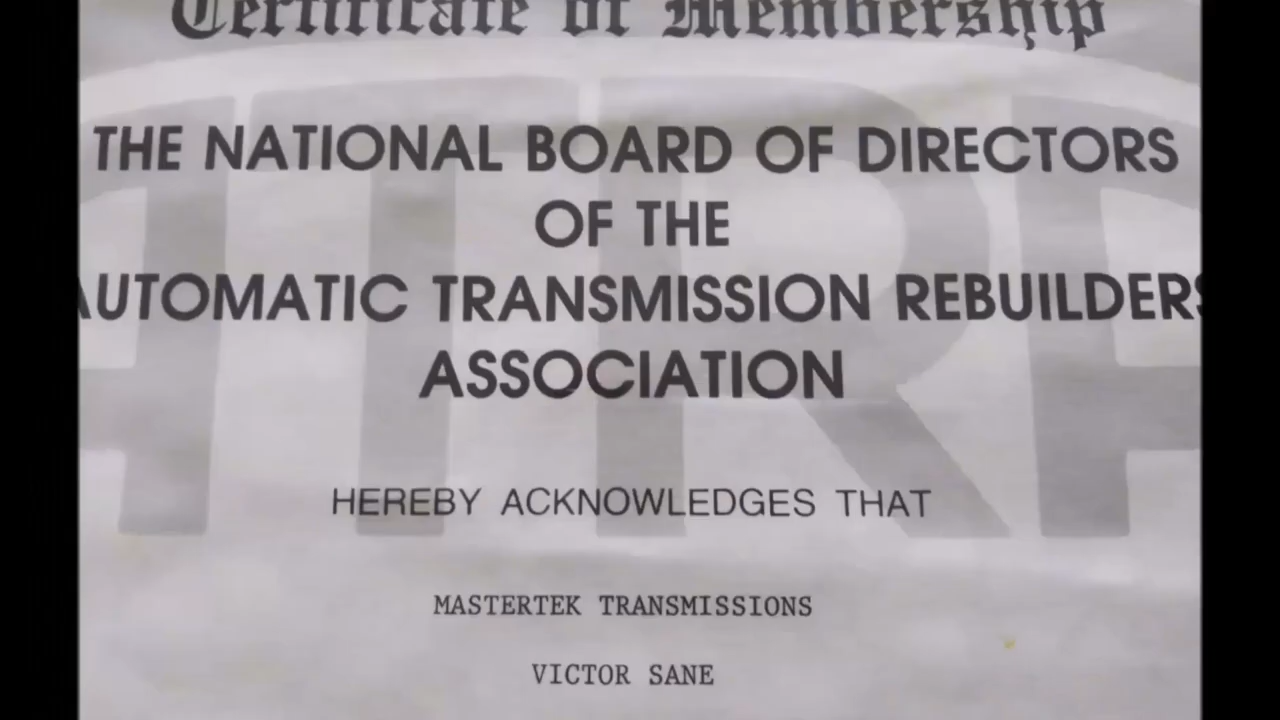 Certificate of Membership
THE NATIONAL BOARD OF DIRECTORS
OF THE
AUTOMATIC TRANSMISSION REBUILDERS
ASSOCIATION
HEREBY ACKNOWLEDGES THAT
MASTERTEK TRANSMISSIONS
VICTOR SANE